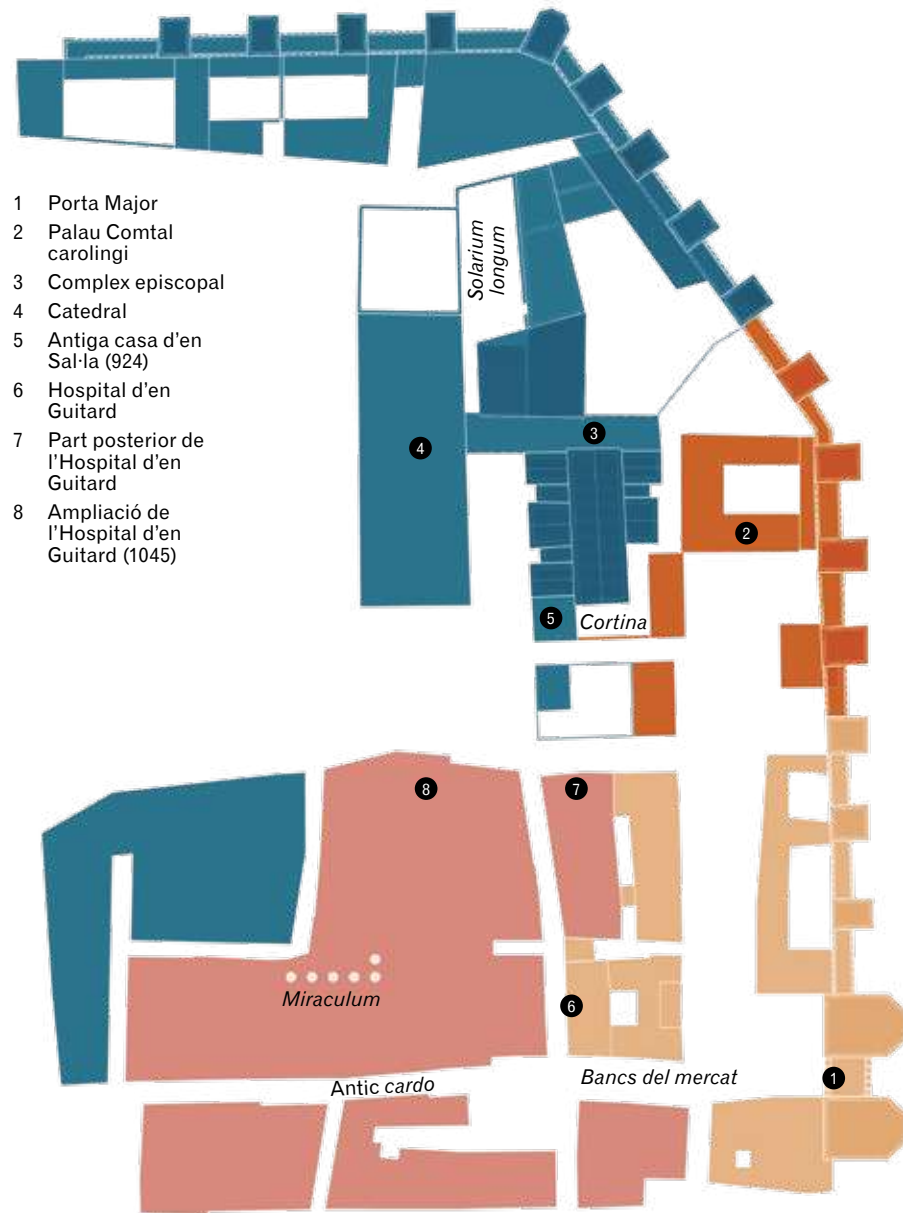 1 Porta Major
2 Palau Comtal
carolingi
3 Complex episcopal
4 Catedral
5 Antiga casa d'en
Sal·la (924)
6 Hospital d'en
Guitard
7 Part posterior de
l'Hospital d'en
Guitard
8 Ampliació de
l'Hospital d'en
Guitard (1045)
Solarium
longum
3
4
2
5 Cortina
8
7
Miraculum
6
Antic cardo
Bancs del mercat
1